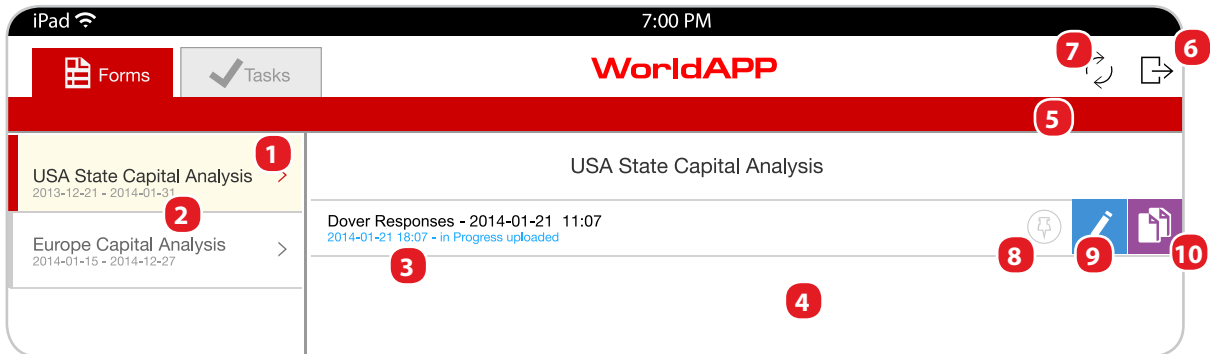 iPad 7:00 PM
7 6
Forms Tasks WorldAPP
5
1
USA State Capital Analysis USA State Capital Analysis
2013-12-21 - 2014-01-31
2
Dover Responses - 2014-01-21 11:07
2014-01-21 18:07 - in Progress uploaded
Europe Capital Analysis
2014-01-15 - 2014-12-27
3 8 9 10
4